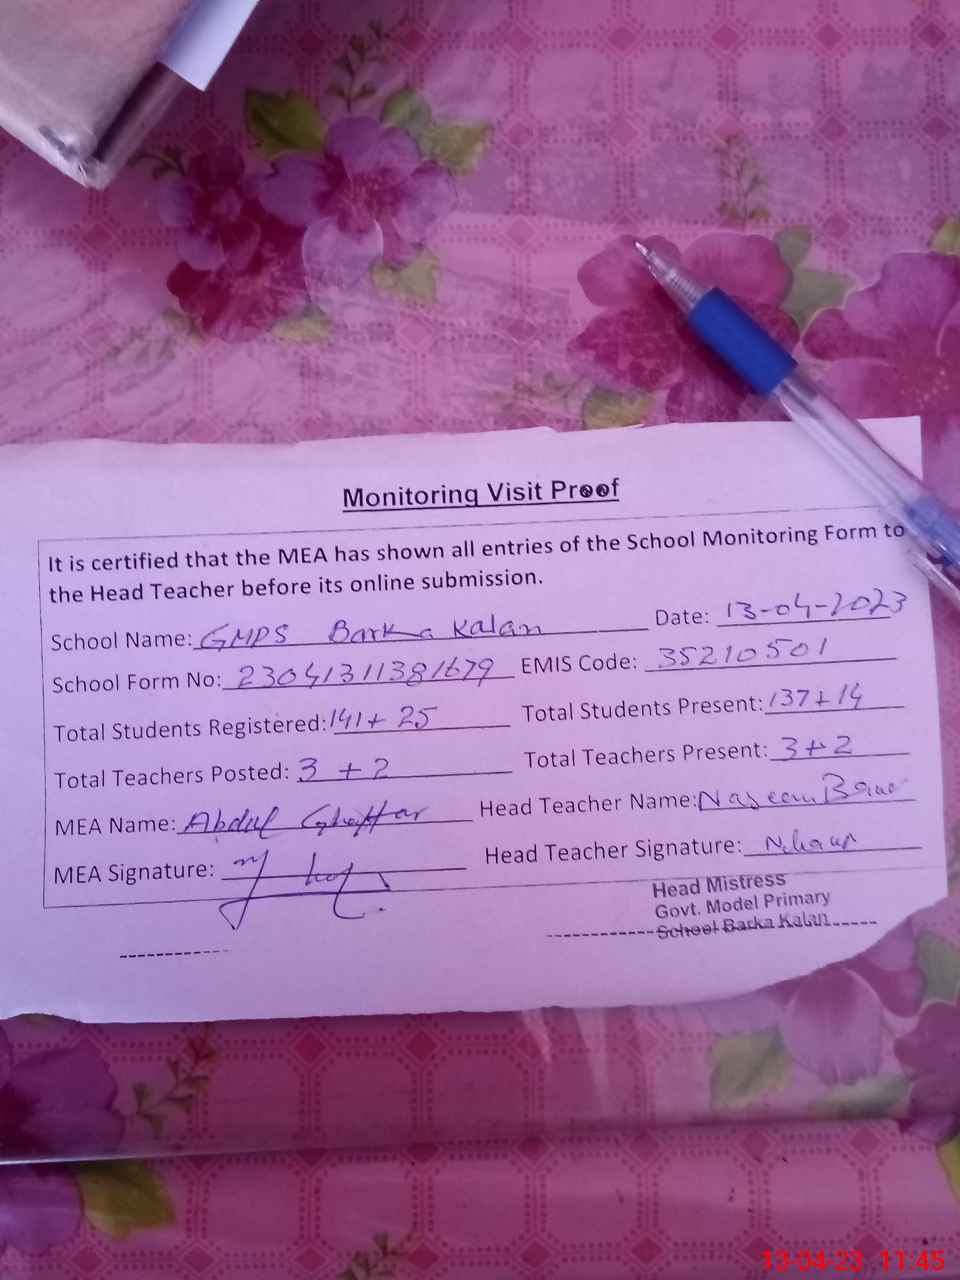 Monitoring Visit Proof
It is certified that the MEA has shown all entries of the School Monitoring Form to
the Head Teacher before its online submission.
School Name: GMPS Barka Kalan Date: 13-04-2023
School Form No: 23041311381679 EMIS Code: 35210501
Total Students Registered: 141+ 25 Total Students Present: 137+14
Total Teachers Posted: 3 +2 Total Teachers Present: 3+2
MEA Name: Abdul Ghaffar Head Teacher Name: Naseem
MEA Signature: Head Teacher Signature:
Head Mistress
Govt. Model Primary
School Barka Kalan
13-04-23 11:45